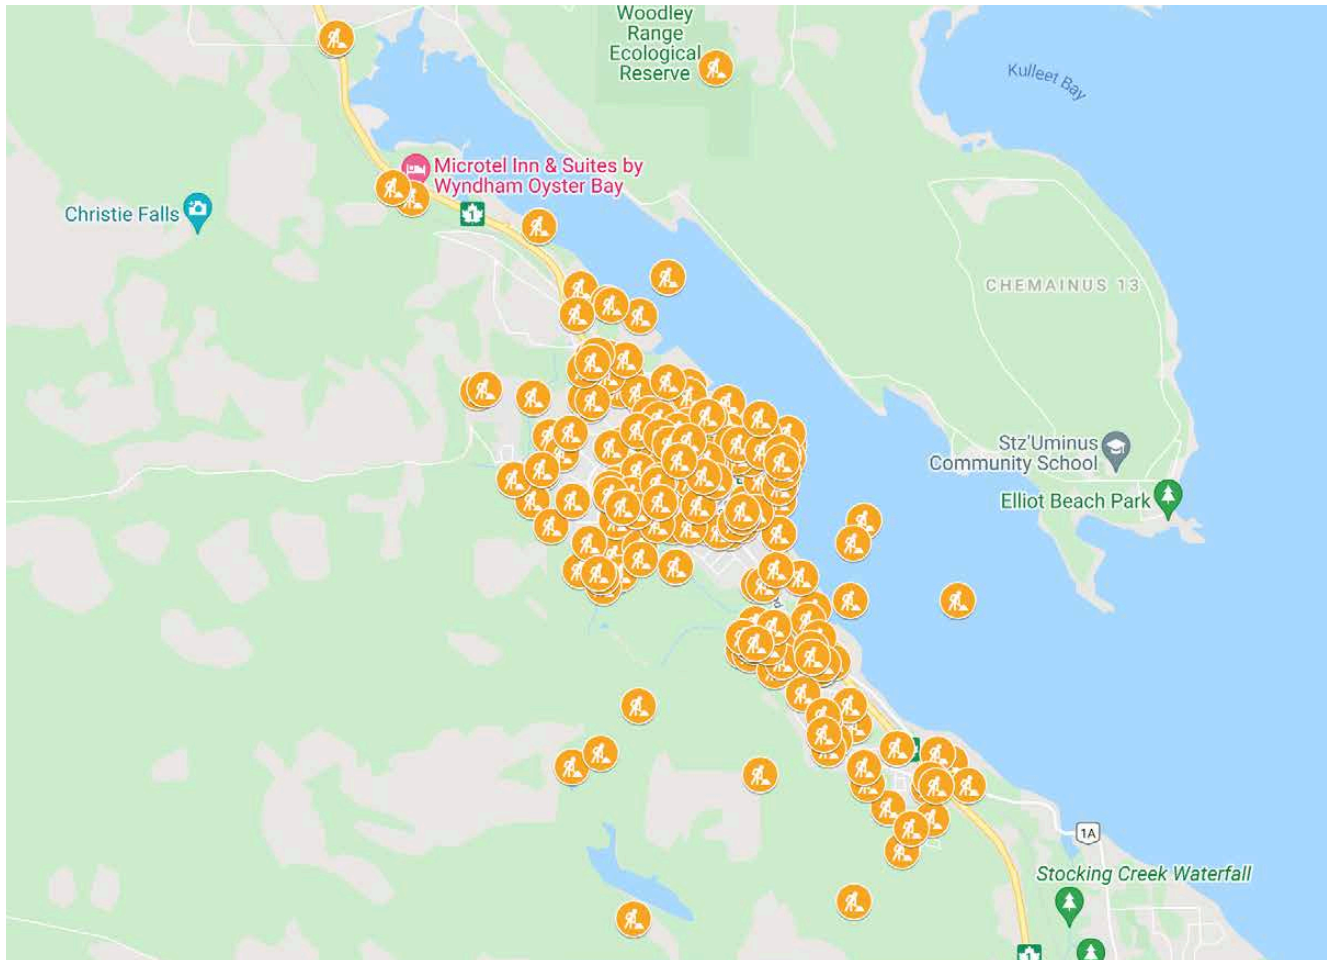 Woodley
Range
Ecological
Reserve
Kulleet Bay
Microtel Inn & Suites by
Wyndham Oyster Bay
Christie Falls
1
CHEMAINUS 13
Stz'Uminus
Community School
Elliot Beach Park
1A
Stocking Creek Waterfall
1